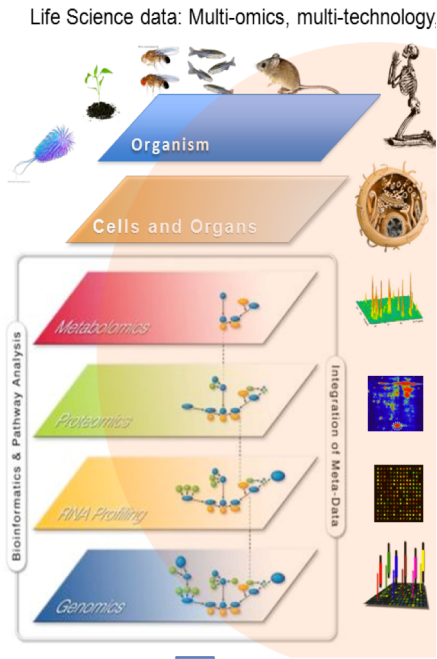 Life Science data: Multi-omics, multi-technology,
Organism
Cells and Organs
Metabolomics
Proteomics
RNA Profiling
Genomics
Bioinformatics & Pathway Analysis
Integration of Meta-Data